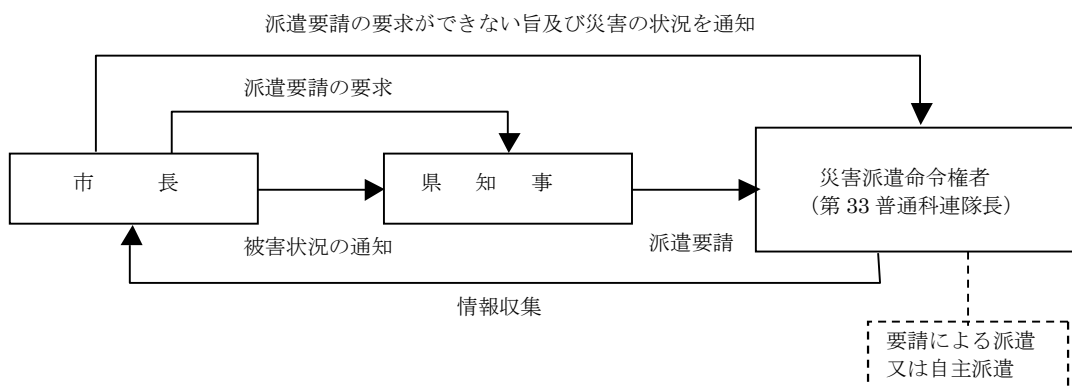 派遣要請の要求ができない旨及び災害の状況を通知
派遣要請の要求
市　　　長
県　知　事
災害派遣命令権者
（第 33 普通科連隊長）
被害状況の通知
派遣要請
情報収集
要請による派遣
又は自主派遣